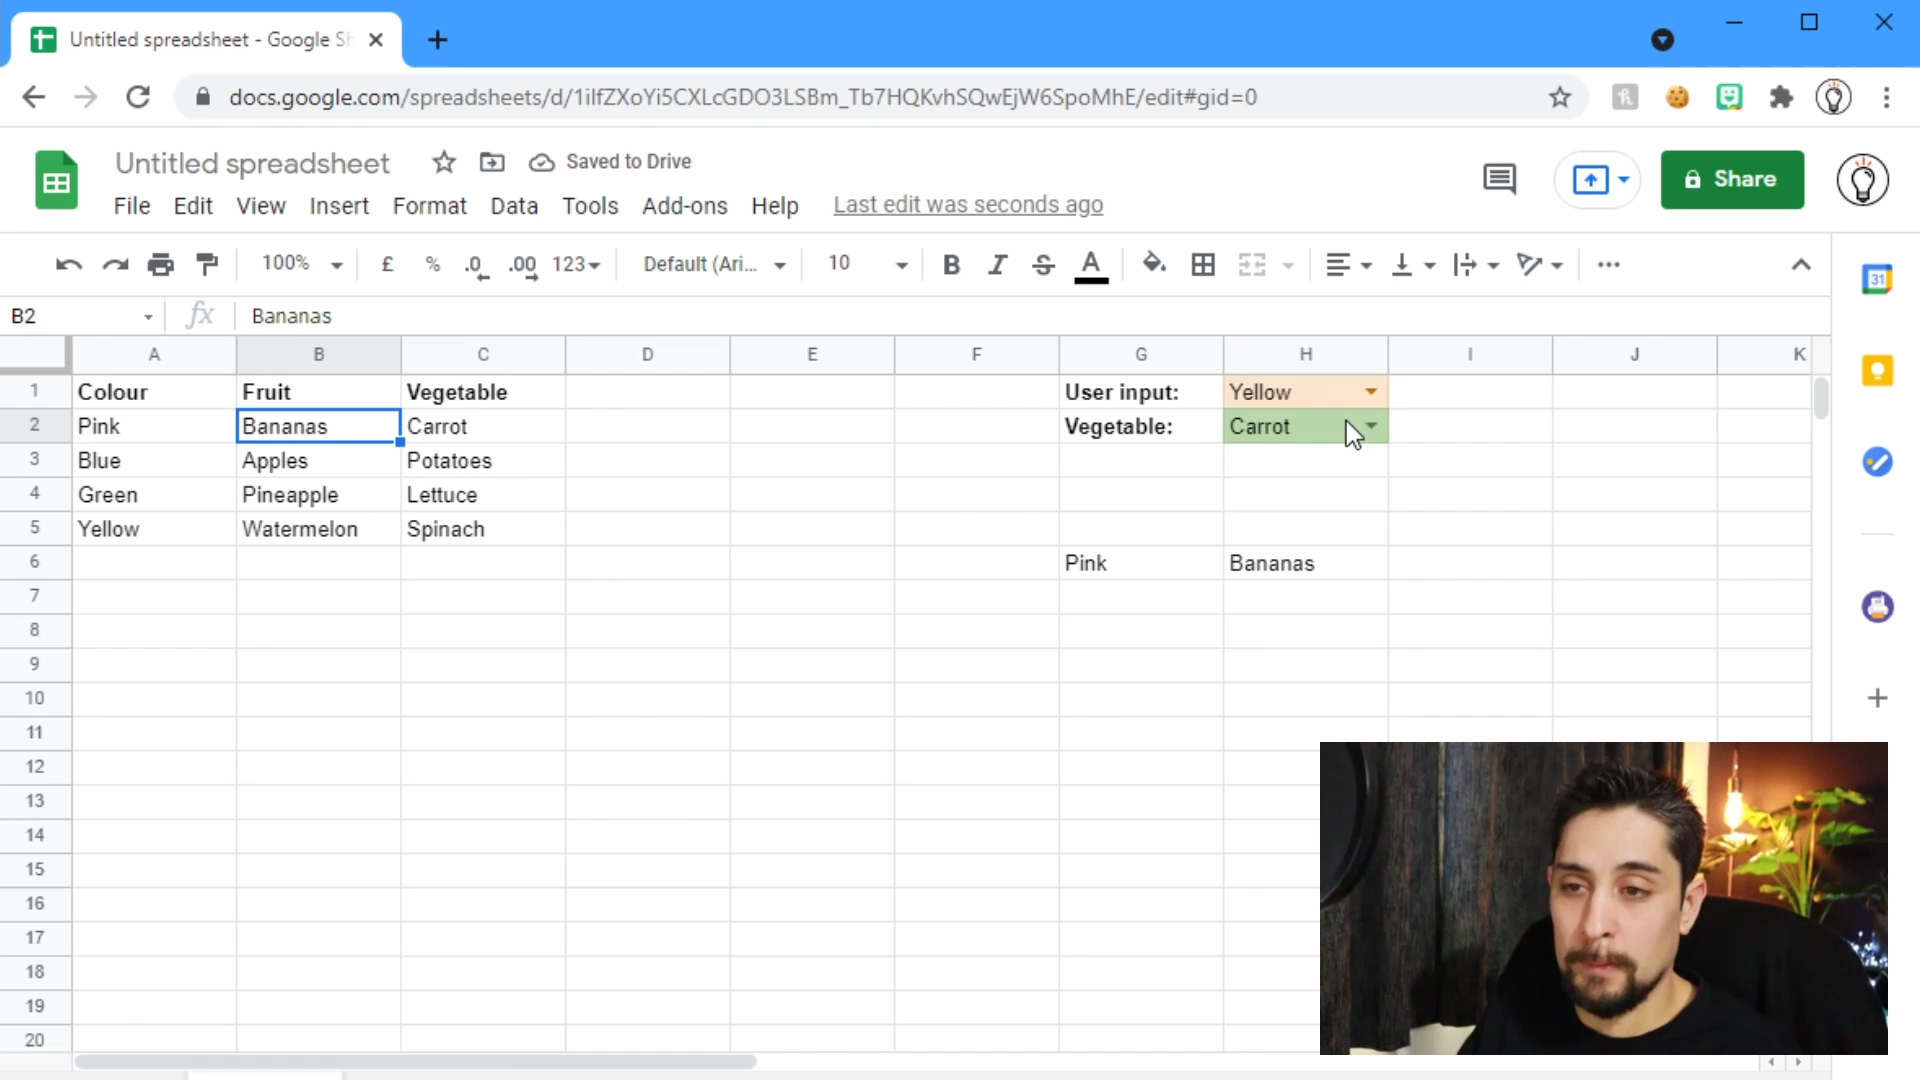 Untitled spreadsheet - Google Sh
docs.google.com/spreadsheets/d/1ilfZXoYi5CXLcGDO3LSBm_Tb7HQKvhSQwEjW6SpoMhE/edit#gid=0
Untitled spreadsheet Saved to Drive
Share
File Edit View Insert Format Data Tools Add-ons Help Last edit was seconds ago
100% £ % .0 .00 123 Default (Ari... 10 B I S A
31
B2 fx Bananas
A B C D E F G H I J K
1 Colour Fruit Vegetable User input: Yellow
2 Pink Bananas Carrot Vegetable: Carrot
3 Blue Apples Potatoes
4 Green Pineapple Lettuce
5 Yellow Watermelon Spinach
6 Pink Bananas
7
8
9
10
11
12
13
14
15
16
17
18
19
20